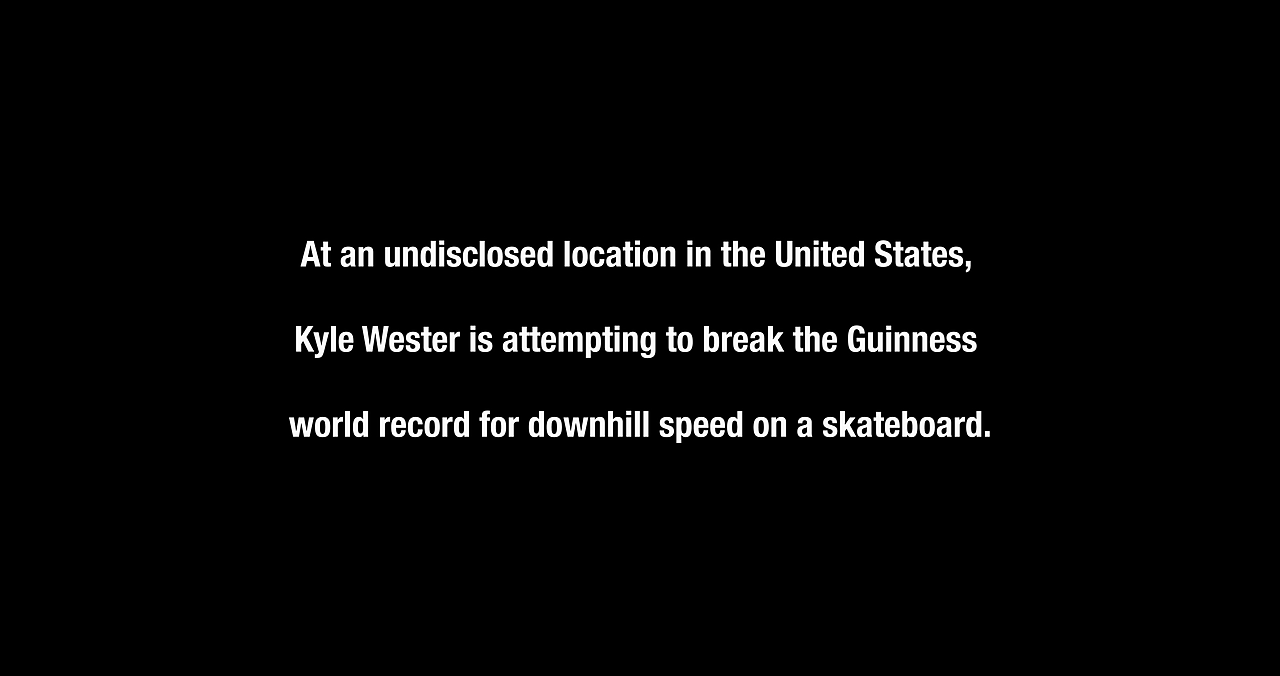 At an undisclosed location in the United States,
Kyle Wester is attempting to break the Guinness
world record for downhill speed on a skateboard.